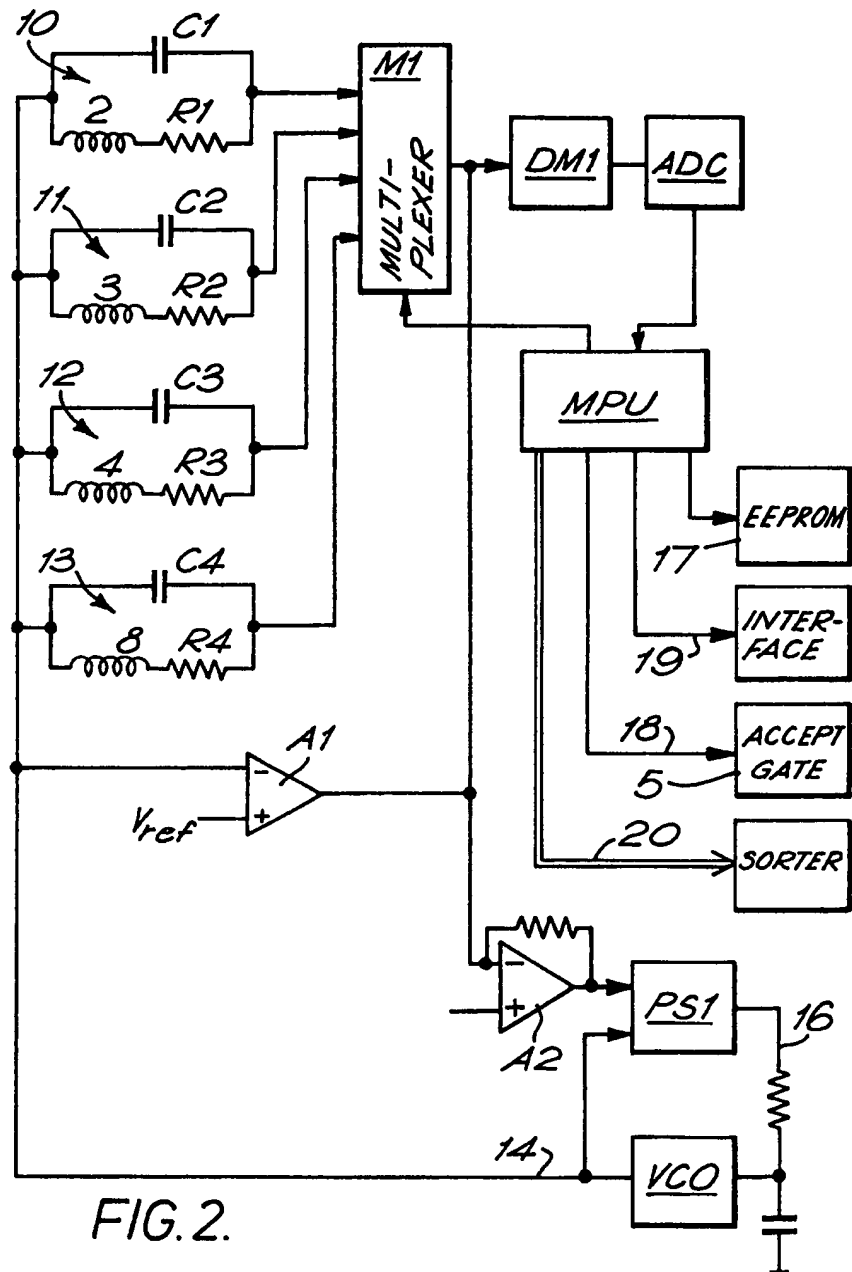 10
C1
2
R1
11
C2
3
R2
12
C3
4
R3
13
C4
8
R4
M1
MULTI-
PLEXER
DM1
ADC
MPU
EEPROM
17
INTER-
FACE
19
ACCEPT
GATE
18
5
SORTER
20
A1
-
+
Vref
-
+
A2
PS1
16
14
VCO
FIG. 2.